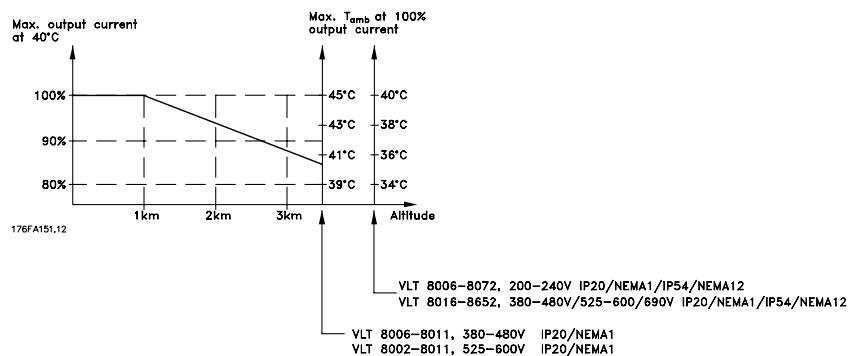 Max. output current
at 40°C
Max. Tamb at 100%
output current
100%
90%
80%
45°C
43°C
41°C
39°C
40°C
38°C
36°C
34°C
1km
2km
3km
Altitude
176FA151.12
VLT 8006-8072, 200-240V IP20/NEMA1/IP54/NEMA12
VLT 8016-8652, 380-480V/525-600/690V IP20/NEMA1/IP54/NEMA12
VLT 8006-8011, 380-480V IP20/NEMA1
VLT 8002-8011, 525-600V IP20/NEMA1